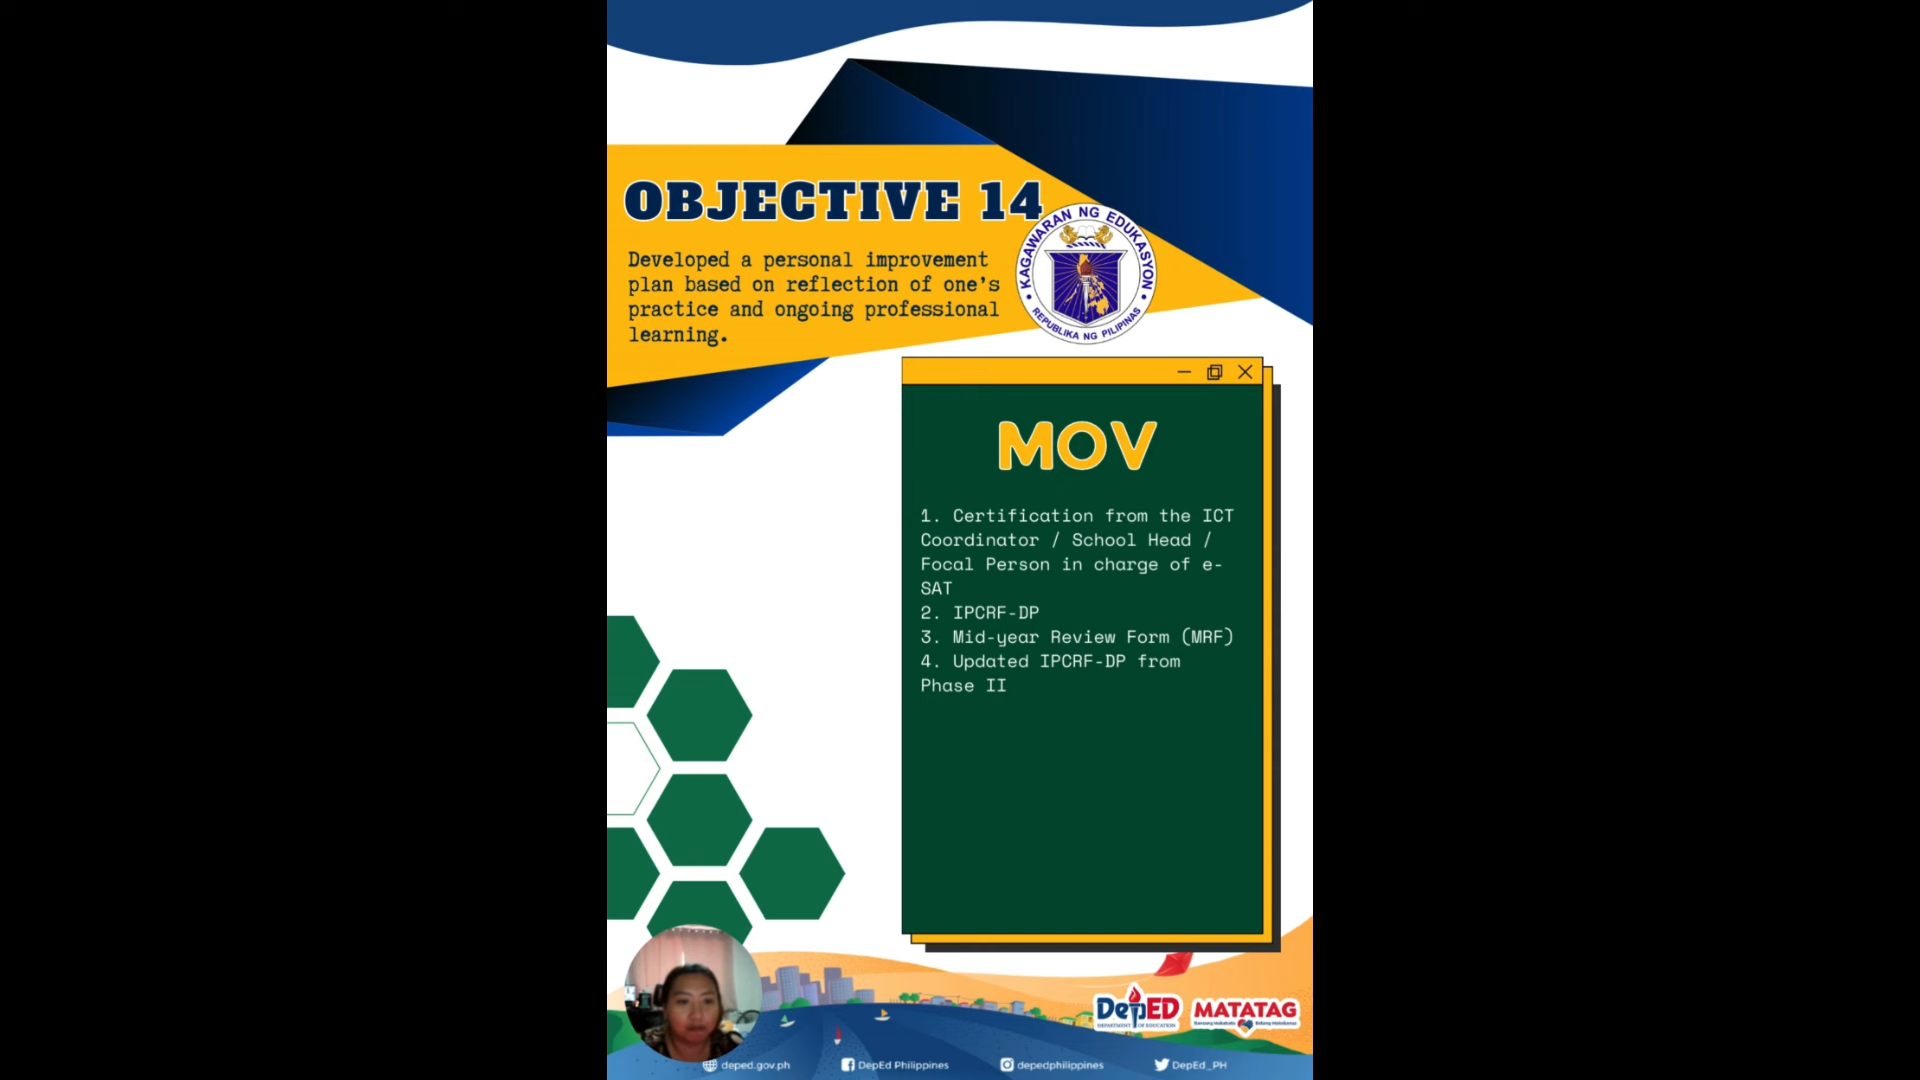 OBJECTIVE 14
Developed a personal improvement
plan based on reflection of one's
practice and ongoing professional
learning.
KAGAWARAN NG EDUKASYON
REPUBLIKA NG PILIPINAS
MOV
1. Certification from the ICT
Coordinator / School Head /
Focal Person in charge of e-
SAT
2. IPCRF-DP
3. Mid-year Review Form (MRF)
4. Updated IPCRF-DP from
Phase II
DepED
DEPARTMENT OF EDUCATION
MATATAG
deped.gov.ph
DepEd Philippines
depedphilippines
DepEd_PH